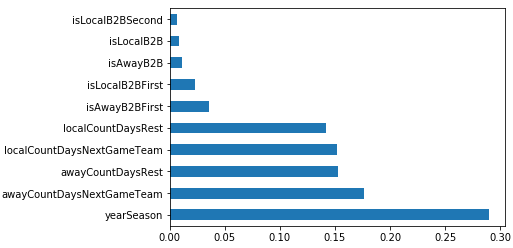 isLocalB2BSecond
isLocalB2B
isAwayB2B
isLocalB2BFirst
isAwayB2BFirst
localCountDaysRest
localCountDaysNextGameTeam
awayCountDaysRest
awayCountDaysNextGameTeam
yearSeason
0.00 0.05 0.10 0.15 0.20 0.25 0.30